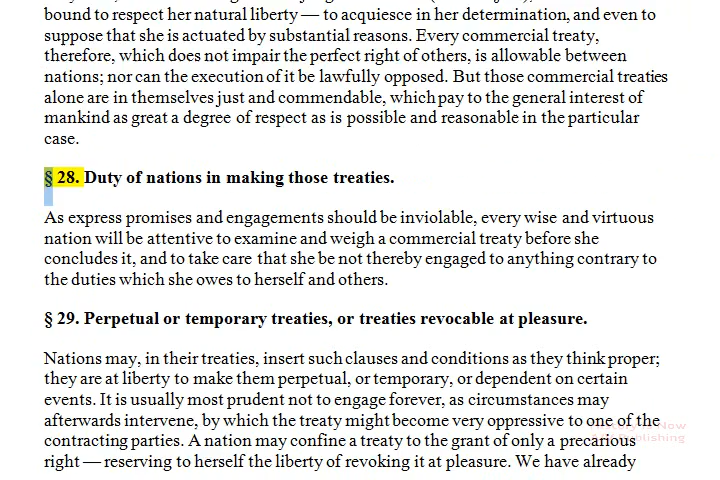 bound to respect her natural liberty — to acquiesce in her determination, and even to
suppose that she is actuated by substantial reasons. Every commercial treaty,
therefore, which does not impair the perfect right of others, is allowable between
nations; nor can the execution of it be lawfully opposed. But those commercial treaties
alone are in themselves just and commendable, which pay to the general interest of
mankind as great a degree of respect as is possible and reasonable in the particular
case.
§ 28. Duty of nations in making those treaties.
As express promises and engagements should be inviolable, every wise and virtuous
nation will be attentive to examine and weigh a commercial treaty before she
concludes it, and to take care that she be not thereby engaged to anything contrary to
the duties which she owes to herself and others.
§ 29. Perpetual or temporary treaties, or treaties revocable at pleasure.
Nations may, in their treaties, insert such clauses and conditions as they think proper;
they are at liberty to make them perpetual, or temporary, or dependent on certain
events. It is usually most prudent not to engage forever, as circumstances may
afterwards intervene, by which the treaty might become very oppressive to one of the
contracting parties. A nation may confine a treaty to the grant of only a precarious
right — reserving to herself the liberty of revoking it at pleasure. We have already